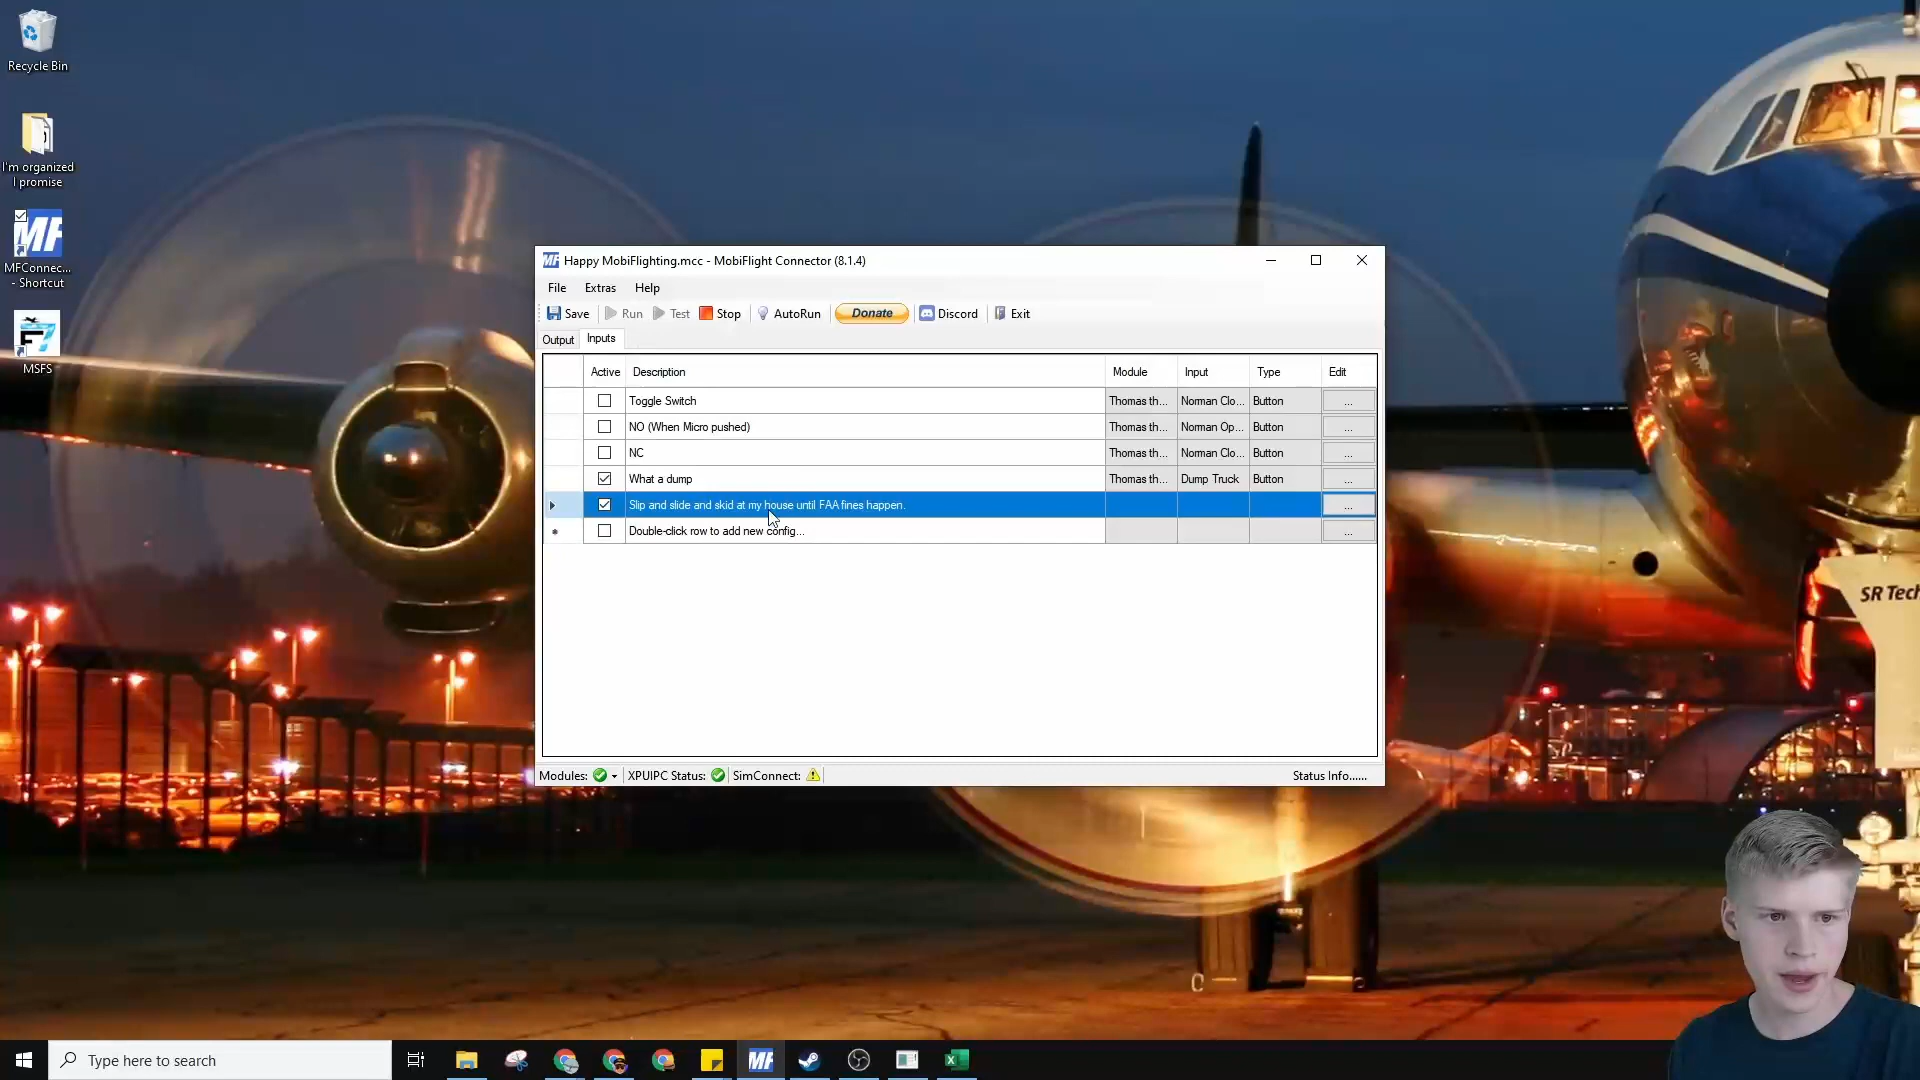 Recycle Bin
I'm organized
I promise
MF
MFConnec...
- Shortcut
MSFS
MF Happy MobiFlighting.mcc - MobiFlight Connector (8.1.4)
File Extras Help
Save Run Test Stop AutoRun Donate Discord Exit
Output Inputs
Active Description Module Input Type Edit
Toggle Switch Thomas th... Norman Clo... Button ...
NO (When Micro pushed) Thomas th... Norman Op... Button ...
NC Thomas th... Norman Clo... Button ...
What a dump Thomas th... Dump Truck Button ...
Slip and slide and skid at my house until FAA fines happen. ...
Double-click row to add new config... ...
Modules: XPUIPC Status: SimConnect: Status Info......
SR Tech
Type here to search
MF